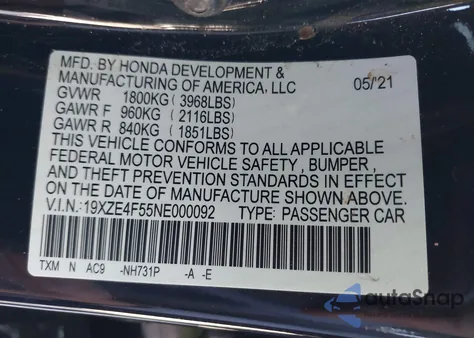 MFD. BY HONDA DEVELOPMENT &
MANUFACTURING OF AMERICA, LLC 05/21
GVWR 1800KG ( 3968LBS)
GAWR F 960KG ( 2116LBS)
GAWR R 840KG ( 1851LBS)
THIS VEHICLE CONFORMS TO ALL APPLICABLE
FEDERAL MOTOR VEHICLE SAFETY , BUMPER,
AND THEFT PREVENTION STANDARDS IN EFFECT
ON THE DATE OF MANUFACTURE SHOWN ABOVE.
V.I.N.:19XZE4F55NE000092 TYPE: PASSENGER CAR
TXM N AC9 -NH731P -A -E
autoSnap